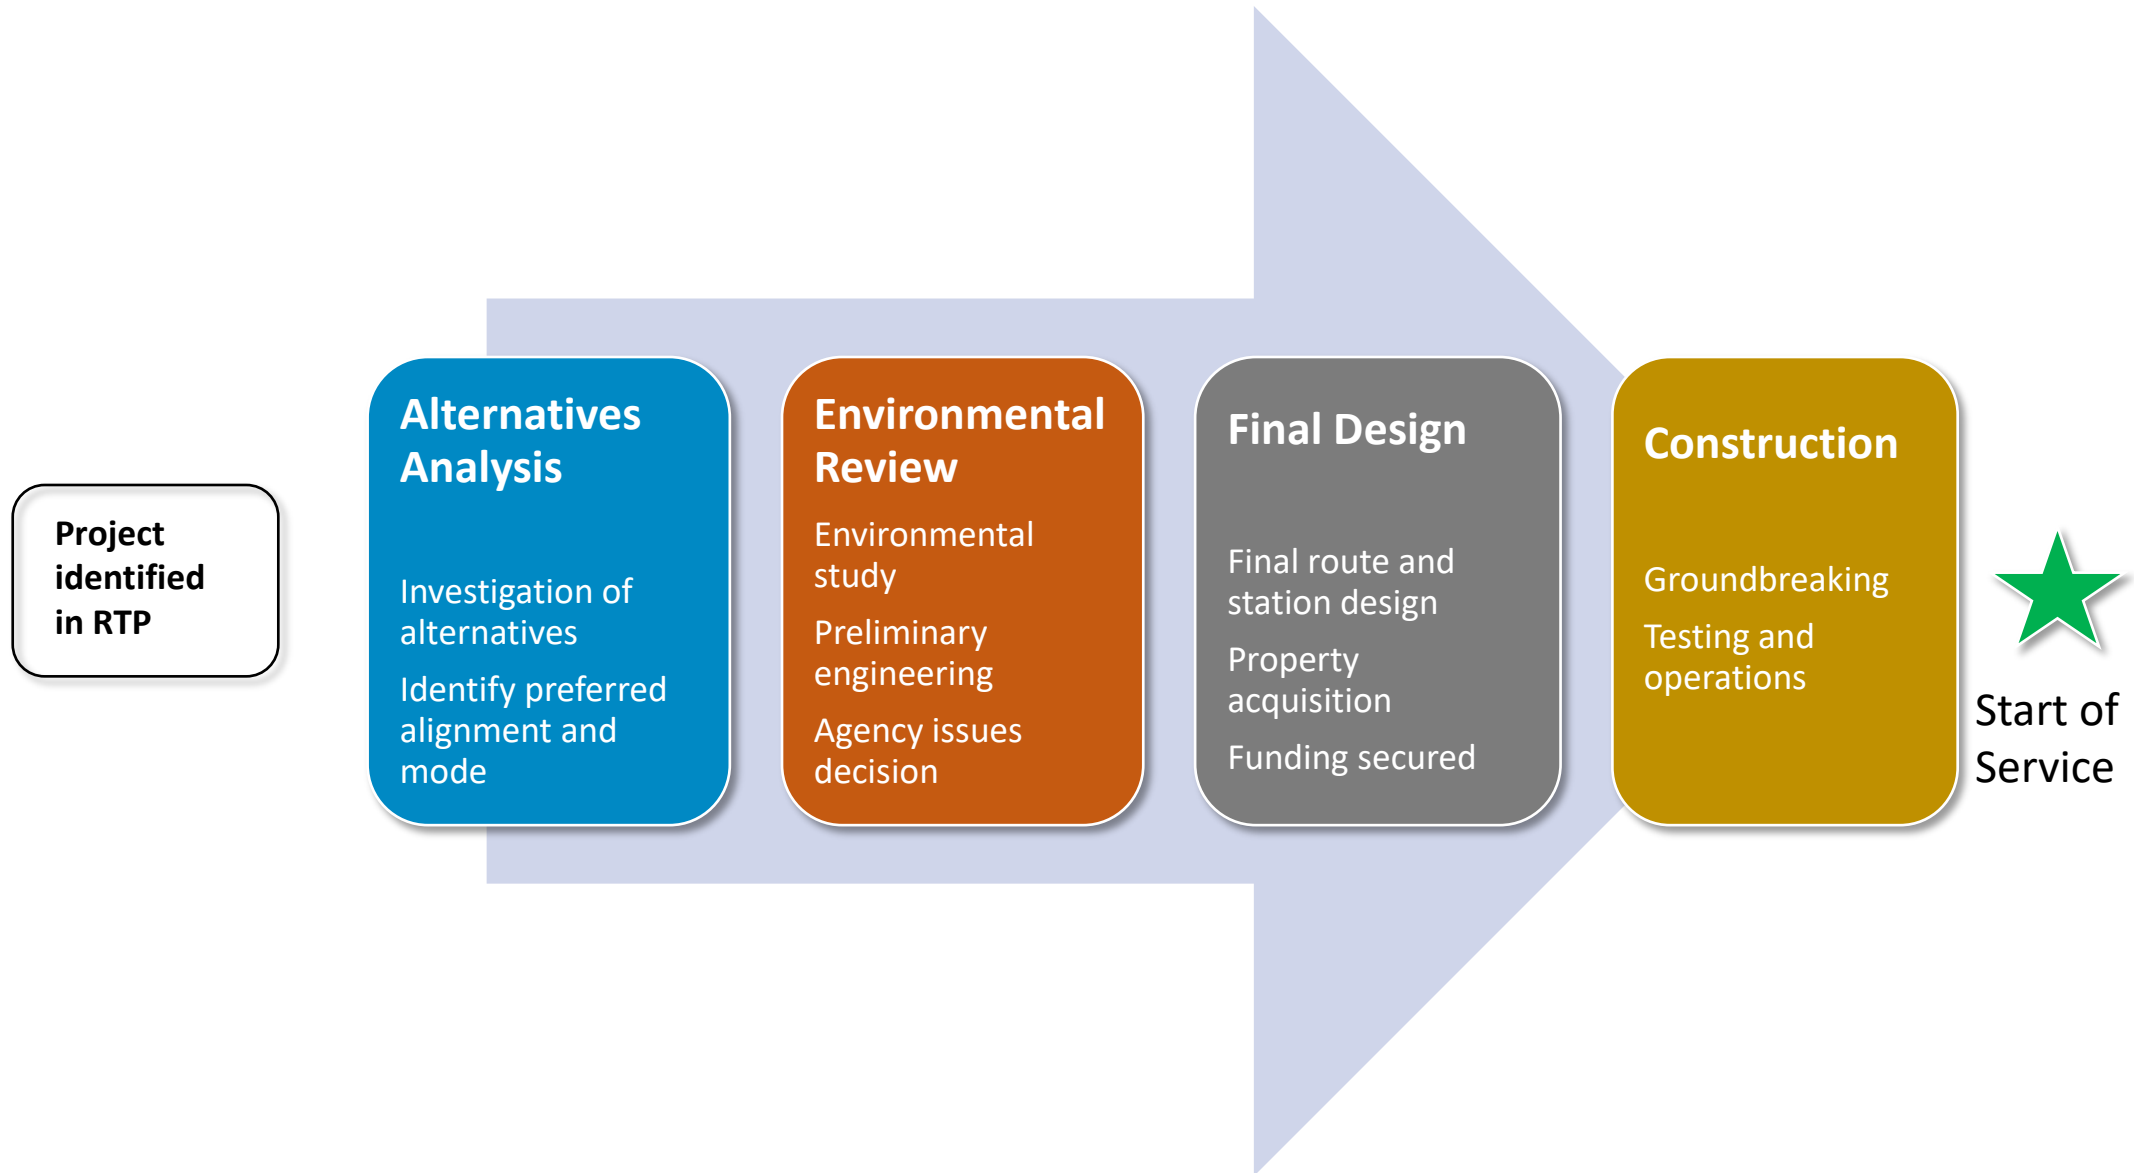 Project
identified
in RTP
Alternatives
Analysis
Investigation of
alternatives
Identify preferred
alignment and
mode
Environmental
Review
Environmental
study
Preliminary
engineering
Agency issues
decision
Final Design
Final route and
station design
Property
acquisition
Funding secured
Construction
Groundbreaking
Testing and
operations
Start of
Service